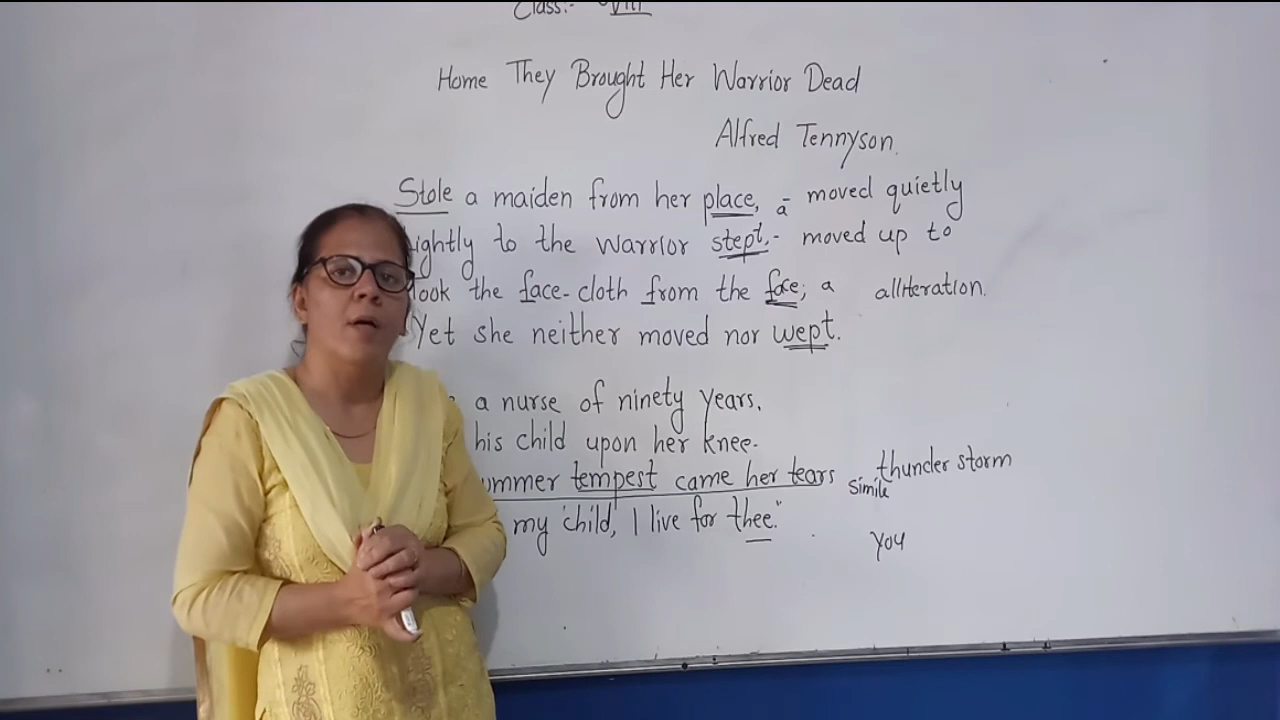 Class:- VIII
Home They Brought Her Warrior Dead
Alfred Tennyson.
Stole a maiden from her place, a - moved quietly
ightly to the warrior stept,- moved up to
took the face-cloth from the face; a alliteration.
Yet she neither moved nor wept.
a nurse of ninety years,
his child upon her knee-
ummer tempest came her tears simile thunder storm
my child, I live for thee."
you